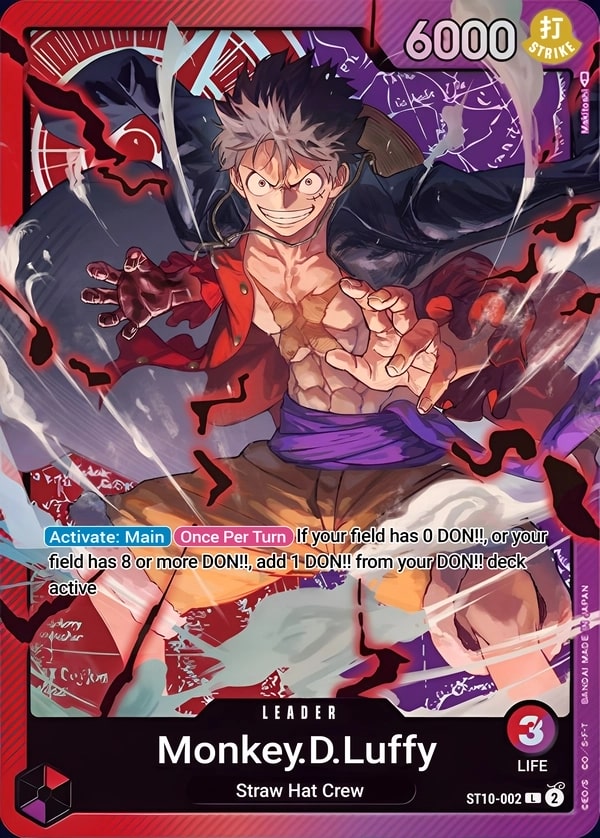 6000
打
STRIKE
Makitoshi
Activate: Main Once Per Turn If your field has 0 DON!!, or your
field has 8 or more DON!!, add 1 DON!! from your DON!! deck
active
LEADER
Monkey.D.Luffy
Straw Hat Crew
3
LIFE
ST10-002 L 2
BANDAI MADE IN JAPAN